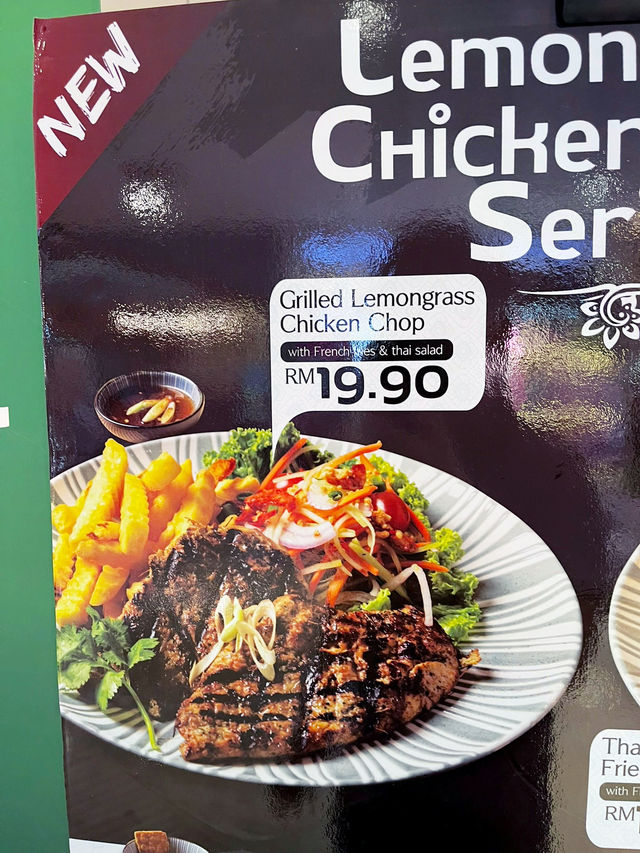 NEW
Lemon
Chicken
Ser
Grilled Lemongrass
Chicken Chop
with French fries & thai salad
RM19.90
Tha
Frie
with F
RM